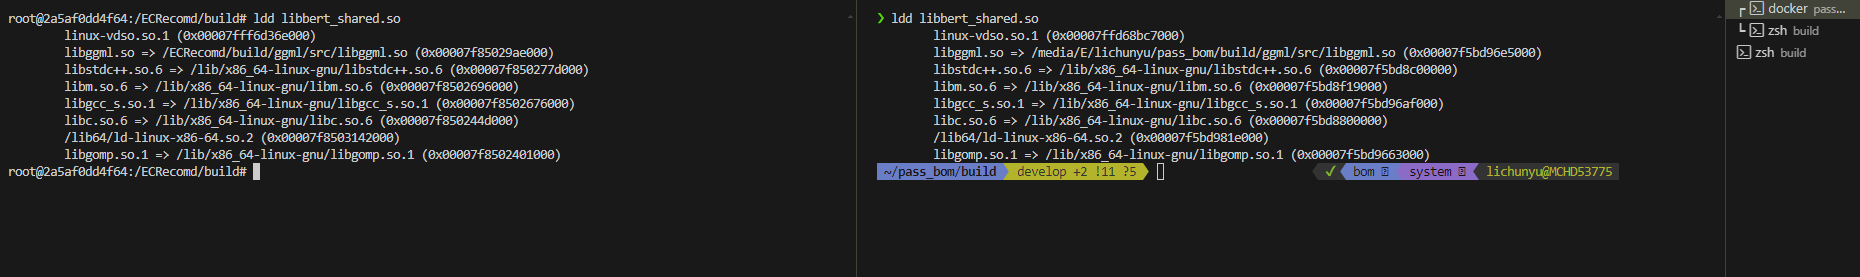 root@2a5af0dd4f64:/ECRecomd/build# ldd libbert_shared.so
linux-vdso.so.1 (0x00007fff6d36e000)
libggml.so => /ECRecomd/build/ggml/src/libggml.so (0x00007f85029ae000)
libstdc++.so.6 => /lib/x86_64-linux-gnu/libstdc++.so.6 (0x00007f850277d000)
libm.so.6 => /lib/x86_64-linux-gnu/libm.so.6 (0x00007f8502696000)
libgcc_s.so.1 => /lib/x86_64-linux-gnu/libgcc_s.so.1 (0x00007f8502676000)
libc.so.6 => /lib/x86_64-linux-gnu/libc.so.6 (0x00007f850244d000)
/lib64/ld-linux-x86-64.so.2 (0x00007f8503142000)
libgomp.so.1 => /lib/x86_64-linux-gnu/libgomp.so.1 (0x00007f8502401000)
root@2a5af0dd4f64:/ECRecomd/build#
❯ ldd libbert_shared.so
linux-vdso.so.1 (0x00007ffd68bc7000)
libggml.so => /media/E/lichunyu/pass_bom/build/ggml/src/libggml.so (0x00007f5bd96e5000)
libstdc++.so.6 => /lib/x86_64-linux-gnu/libstdc++.so.6 (0x00007f5bd8c00000)
libm.so.6 => /lib/x86_64-linux-gnu/libm.so.6 (0x00007f5bd8f19000)
libgcc_s.so.1 => /lib/x86_64-linux-gnu/libgcc_s.so.1 (0x00007f5bd96af000)
libc.so.6 => /lib/x86_64-linux-gnu/libc.so.6 (0x00007f5bd8800000)
/lib64/ld-linux-x86-64.so.2 (0x00007f5bd981e000)
libgomp.so.1 => /lib/x86_64-linux-gnu/libgomp.so.1 (0x00007f5bd9663000)
~/pass_bom/build develop +2 !11 ?5 ✔ bom system lichunyu@MCHD53775
docker pass...
zsh build
zsh build